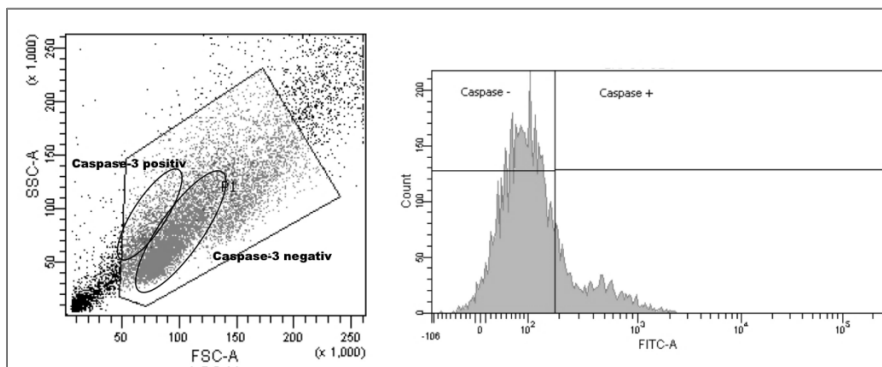 (x 1,000)
250
200
150
100
50
SSC-A
Caspase-3 positiv
P1
Caspase-3 negativ
50 100 150 200 250
(x 1,000)
FSC-A
Caspase - Caspase +
200
150
100
50
0
Count
-106 0 10² 10³ 10⁴ 10⁵
FITC-A